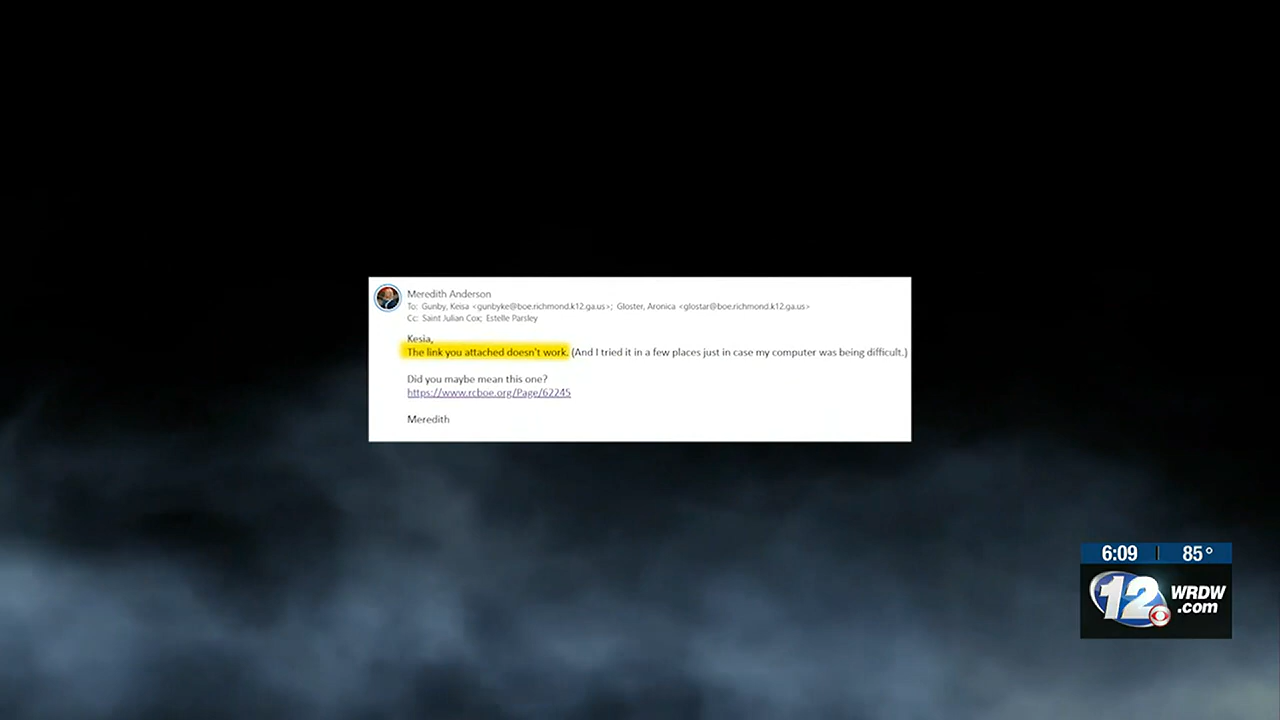 Meredith Anderson
To: Gunby, Keisa <gunbyke@boe.richmond.k12.ga.us>; Gloster, Aronica <glostar@boe.richmond.k12.ga.us>
Cc: Saint Julian Cox; Estelle Parsley
Kesia,
The link you attached doesn't work. (And I tried it in a few places just in case my computer was being difficult.)
Did you maybe mean this one?
https://www.rcboe.org/Page/62245
Meredith
6:09 | 85°
12 WRDW
.com